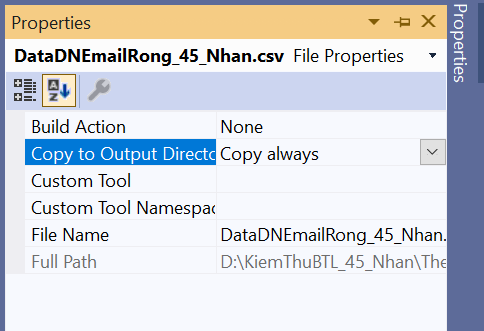 Properties
DataDNEmailRong_45_Nhan.csv File Properties
Build Action None
Copy to Output Directo Copy always
Custom Tool
Custom Tool Namespac
File Name DataDNEmailRong_45_Nhan.
Full Path D:\KiemThuBTL_45_Nhan\The
Properties